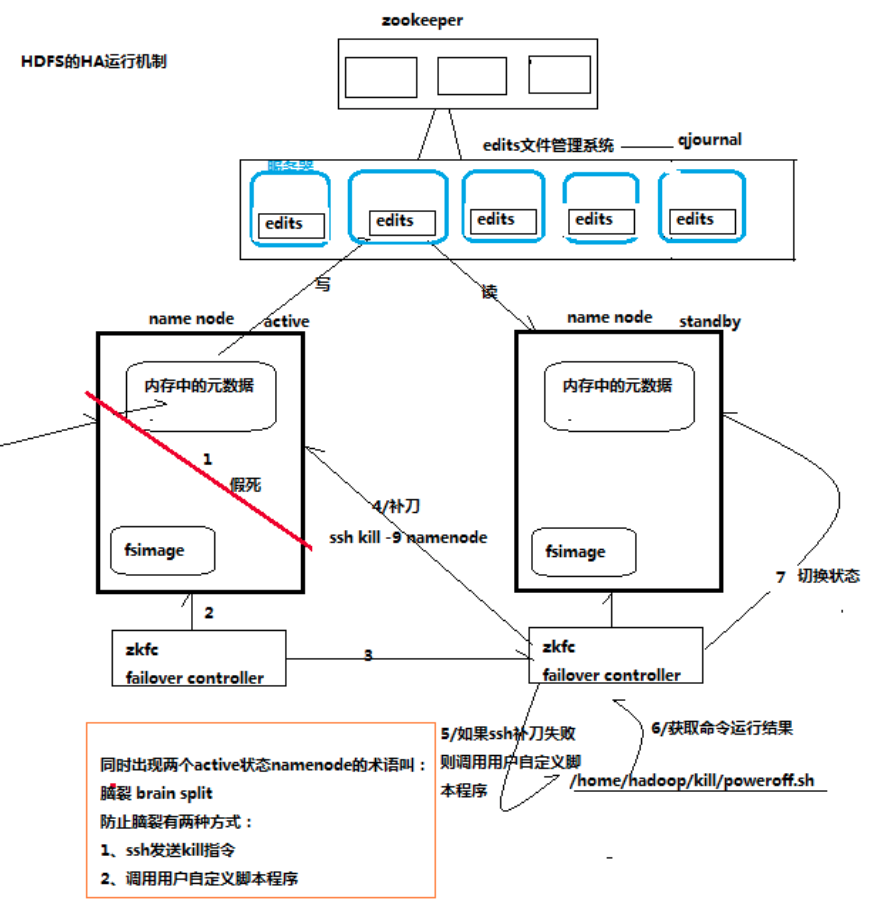 zookeeper
HDFS的HA运行机制
edits文件管理系统
qjournal
服务器
edits
edits
edits
edits
edits
写
读
name node
active
name node
standby
内存中的元数据
内存中的元数据
1
假死
4/补刀
ssh kill -9 namenode
fsimage
fsimage
7 切换状态
2
zkfc
failover controller
3
zkfc
failover controller
5/如果ssh补刀失败
则调用用户自定义脚
本程序
6/获取命令运行结果
/home/hadoop/kill/poweroff.sh
同时出现两个active状态namenode的术语叫：
脑裂 brain split
防止脑裂有两种方式：
1、ssh发送kill指令
2、调用用户自定义脚本程序